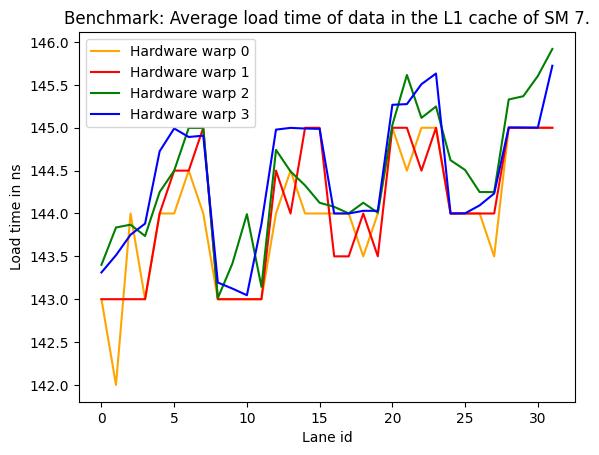 Benchmark: Average load time of data in the L1 cache of SM 7.
Hardware warp 0
Hardware warp 1
Hardware warp 2
Hardware warp 3
Load time in ns
146.0
145.5
145.0
144.5
144.0
143.5
143.0
142.5
142.0
0 5 10 15 20 25 30
Lane id